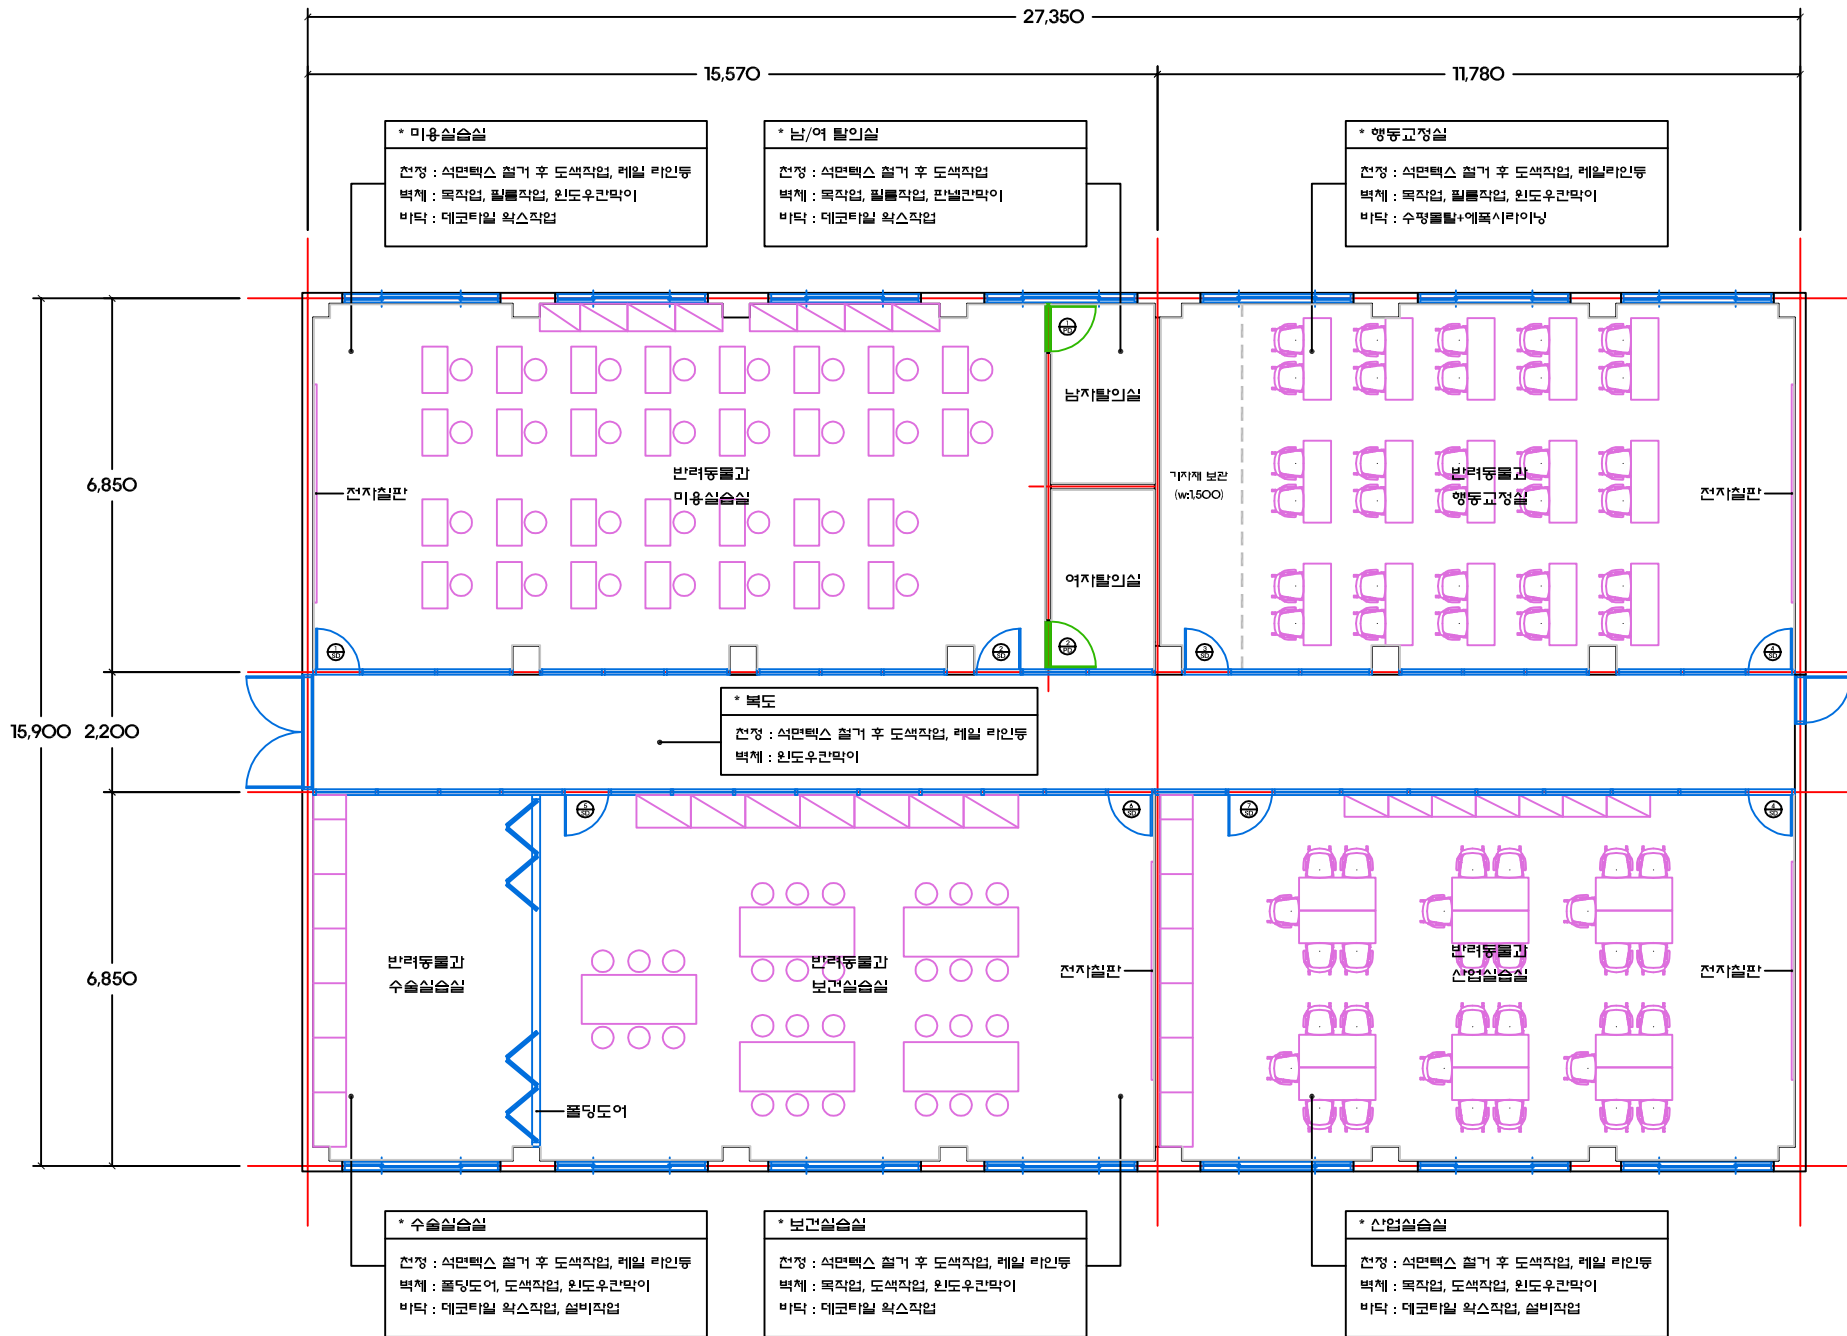 27,350
15,570
11,780
* 미용실습실
천정 : 석면텍스 철거 후 도색작업, 레일 라인등
벽체 : 목작업, 필름작업, 윈도우칸막이
바닥 : 데코타일 왁스작업
* 남/여 탈의실
천정 : 석면텍스 철거 후 도색작업
벽체 : 목작업, 필름작업, 판넬칸막이
바닥 : 데코타일 왁스작업
* 행동교정실
천정 : 석면텍스 철거 후 도색작업, 레일라인등
벽체 : 목작업, 필름작업, 윈도우칸막이
바닥 : 수평몰탈+에폭시라이닝
1
PD
남자탈의실
반려동물과
미용실습실
전자칠판
6,850
기자재 보관
(w:1,500)
반려동물과
행동교정실
전자칠판
여자탈의실
1
SD
2
SD
2
PD
3
SD
4
SD
15,900
2,200
* 복도
천정 : 석면텍스 철거 후 도색작업, 레일 라인등
벽체 : 윈도우칸막이
5
SD
6
SD
7
SD
SD
6,850
반려동물과
수술실습실
반려동물과
보건실습실
전자칠판
반려동물과
산업실습실
전자칠판
폴딩도어
* 수술실습실
천정 : 석면텍스 철거 후 도색작업, 레일 라인등
벽체 : 폴딩도어, 도색작업, 윈도우칸막이
바닥 : 데코타일 왁스작업, 설비작업
* 보건실습실
천정 : 석면텍스 철거 후 도색작업, 레일 라인등
벽체 : 목작업, 도색작업, 윈도우칸막이
바닥 : 데코타일 왁스작업
* 산업실습실
천정 : 석면텍스 철거 후 도색작업, 레일 라인등
벽체 : 목작업, 도색작업, 윈도우칸막이
바닥 : 데코타일 왁스작업, 설비작업